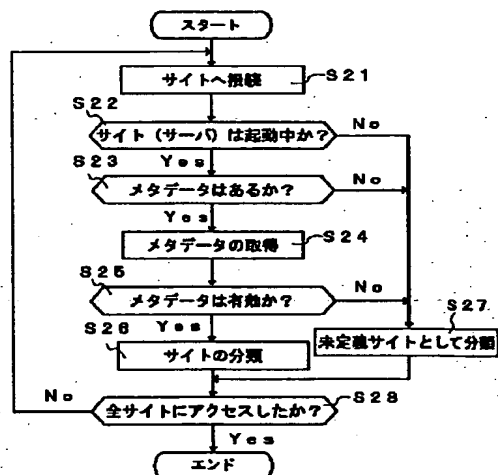 スタート
サイトへ接続
S21
S22
サイト（サーバ）は起動中か？
No
Yes
S23
メタデータはあるか？
No
Yes
メタデータの取得
S24
S25
メタデータは有効か？
No
Yes
S26
サイトの分類
S27
未定義サイトとして分類
全サイトにアクセスしたか？
S28
No
Yes
エンド